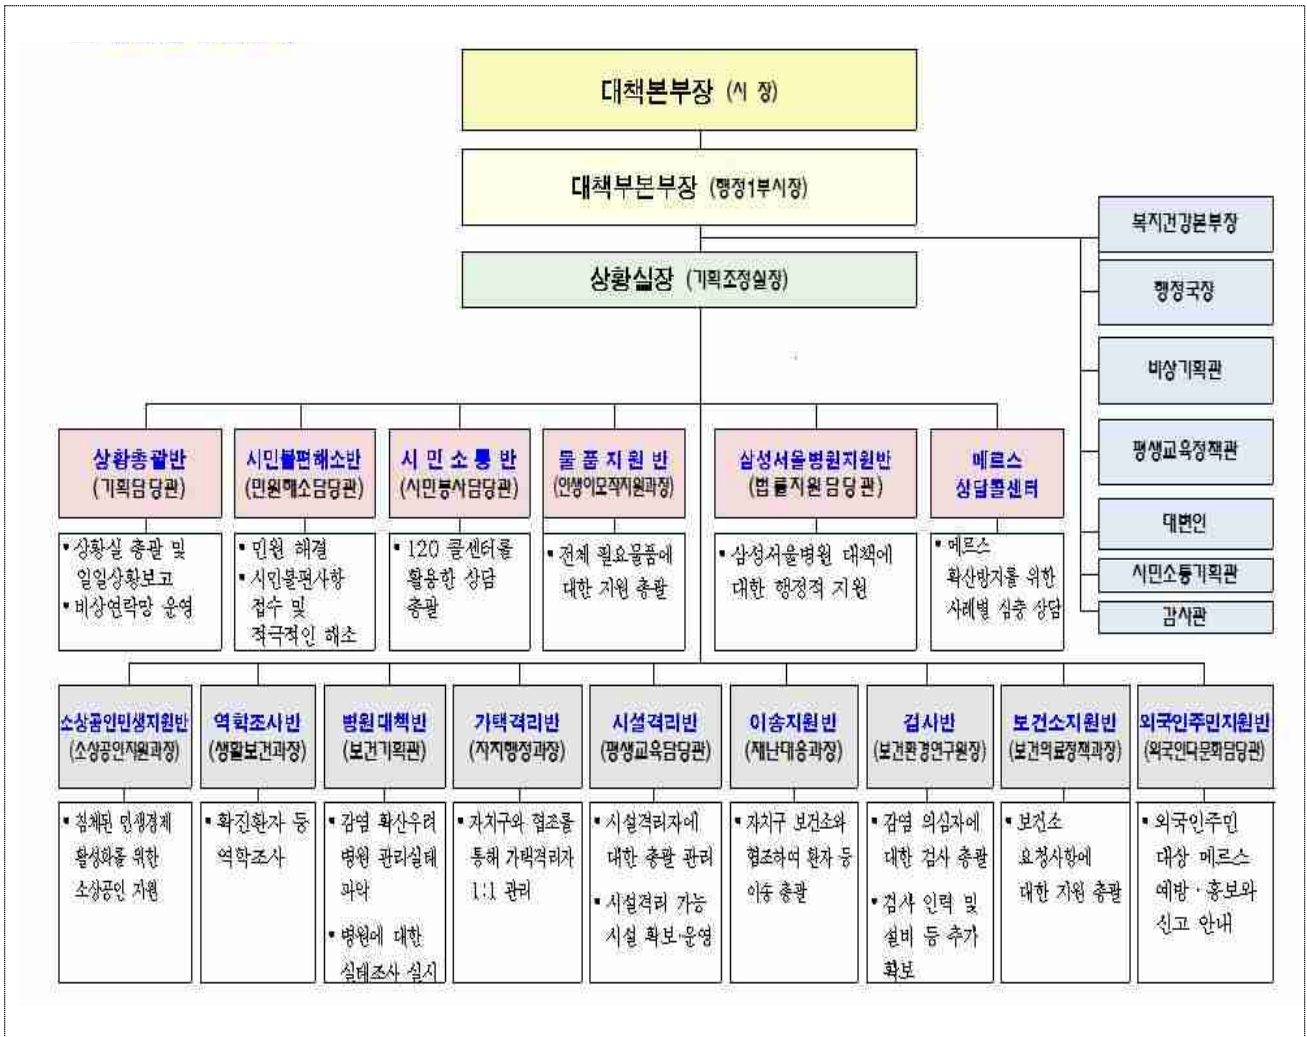 대책본부장 (시 장)
대책부본부장 (행정1부시장)
상황실장 (기획조정실장)
복지건강본부장
행정국장
비상기획관
평생교육정책관
대변인
시민소통기획관
감사관
상황총괄반
(기획담당관)
▪ 상황실 총괄 및
일일상황보고
▪ 비상연락망 운영
시민불편해소반
(민원해소담당관)
▪ 민원 해결
▪ 시민불편사항
접수 및
적극적인 해소
시 민 소 통 반
(시민봉사담당관)
▪ 120 콜센터를
활용한 상담
총괄
물 품 지 원 반
(인생이모작지원과장)
▪ 전체 필요물품에
대한 지원 총괄
삼성서울병원지원반
(법률지원담당관)
▪ 삼성서울병원 대책에
대한 행정적 지원
메르스
상담콜센터
▪ 메르스
확산방지를 위한
사례별 심층 상담
소상공인민생지원반
(소상공인지원과장)
▪ 침체된 민생경제
활성화를 위한
소상공인 지원
역학조사반
(생활보건과장)
▪ 확진환자 등
역학조사
병원대책반
(보건기획관)
▪ 감염 확산우려
병원 관리실태
파악
▪ 병원에 대한
실태조사 실시
가택격리반
(자치행정과장)
▪ 자치구와 협조를
통해 가택격리자
1:1 관리
시설격리반
(평생교육담당관)
▪ 시설격리자에
대한 총괄 관리
▪ 시설격리 가능
시설 확보·운영
이송지원반
(재난대응과장)
▪ 자치구 보건소와
협조하여 환자 등
이송 총괄
검사반
(보건환경연구원장)
▪ 감염 의심자에
대한 검사 총괄
▪ 검사 인력 및
설비 등 추가
확보
보건소지원반
(보건의료정책과장)
▪ 보건소
요청사항에
대한 지원 총괄
외국인주민지원반
(외국인다문화담당관)
▪ 외국인주민
대상 메르스
예방·홍보와
신고 안내